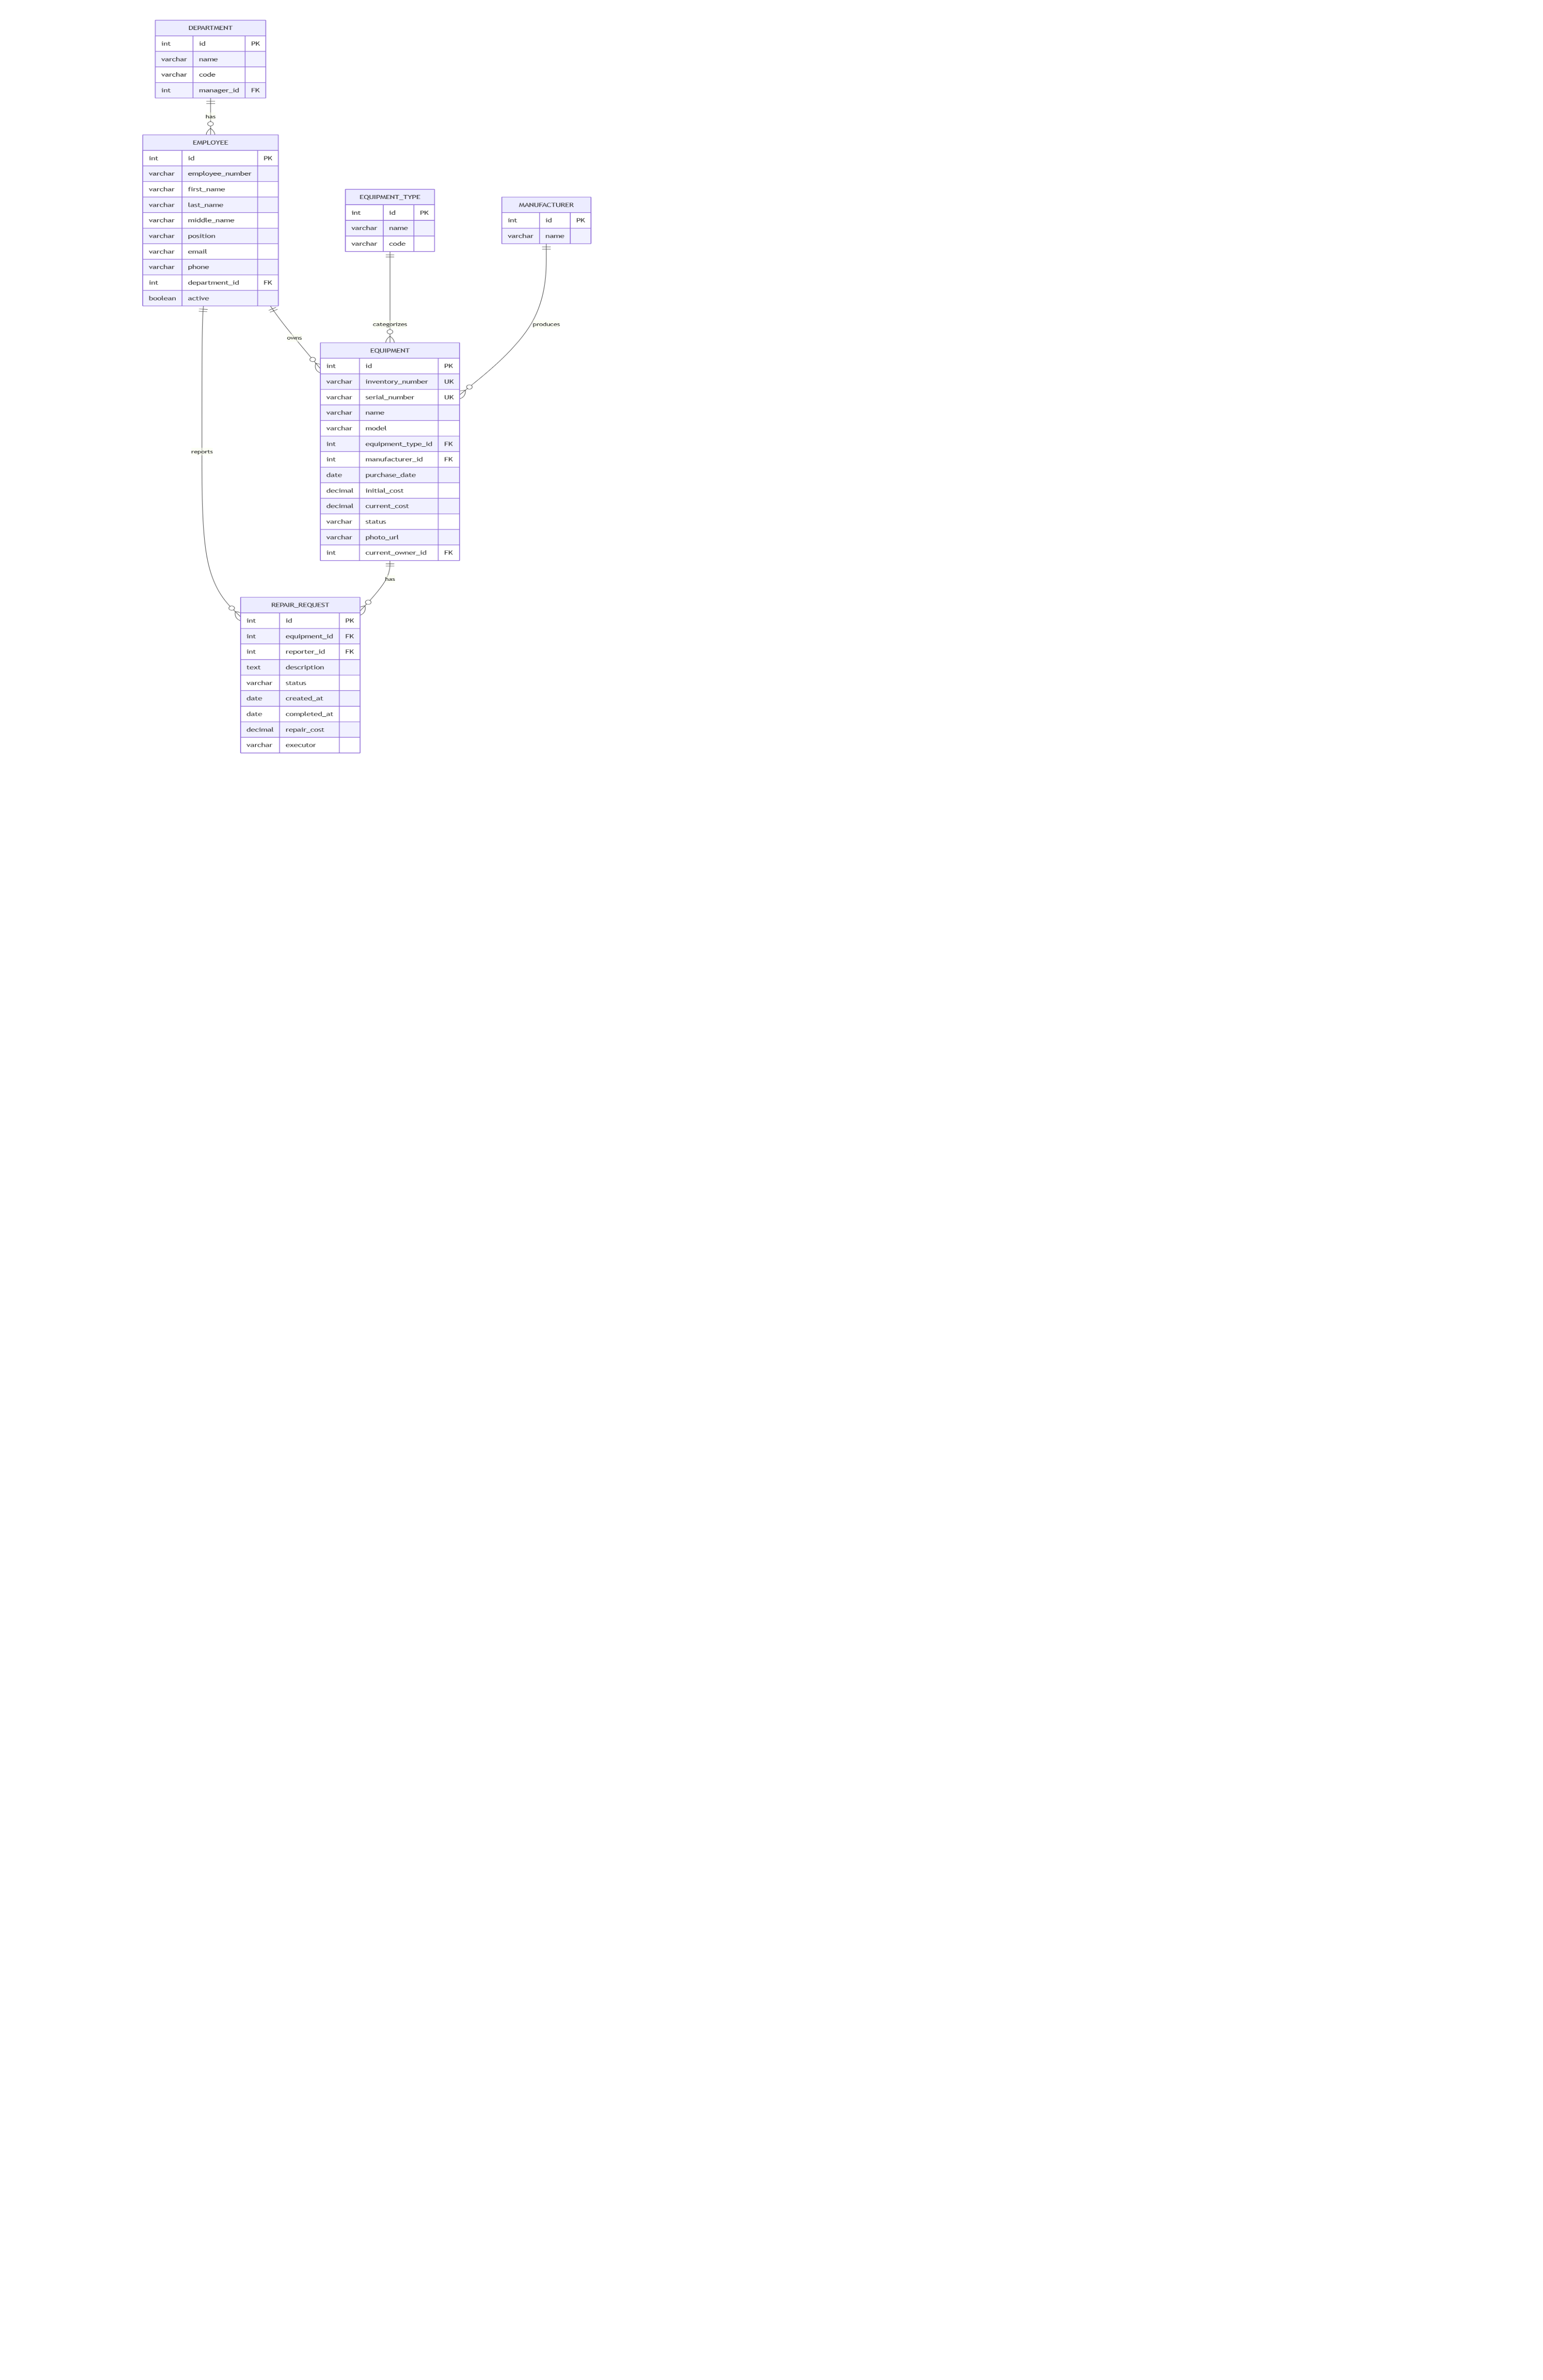 DEPARTMENT
int id PK
varchar name
varchar code
int manager_id FK
has
EMPLOYEE
int id PK
varchar employee_number
varchar first_name
varchar last_name
varchar middle_name
varchar position
varchar email
varchar phone
int department_id FK
boolean active
EQUIPMENT_TYPE
int id PK
varchar name
varchar code
MANUFACTURER
int id PK
varchar name
categorizes
produces
owns
EQUIPMENT
int id PK
varchar inventory_number UK
varchar serial_number UK
varchar name
varchar model
int equipment_type_id FK
int manufacturer_id FK
date purchase_date
decimal initial_cost
decimal current_cost
varchar status
varchar photo_url
int current_owner_id FK
reports
has
REPAIR_REQUEST
int id PK
int equipment_id FK
int reporter_id FK
text description
varchar status
date created_at
date completed_at
decimal repair_cost
varchar executor